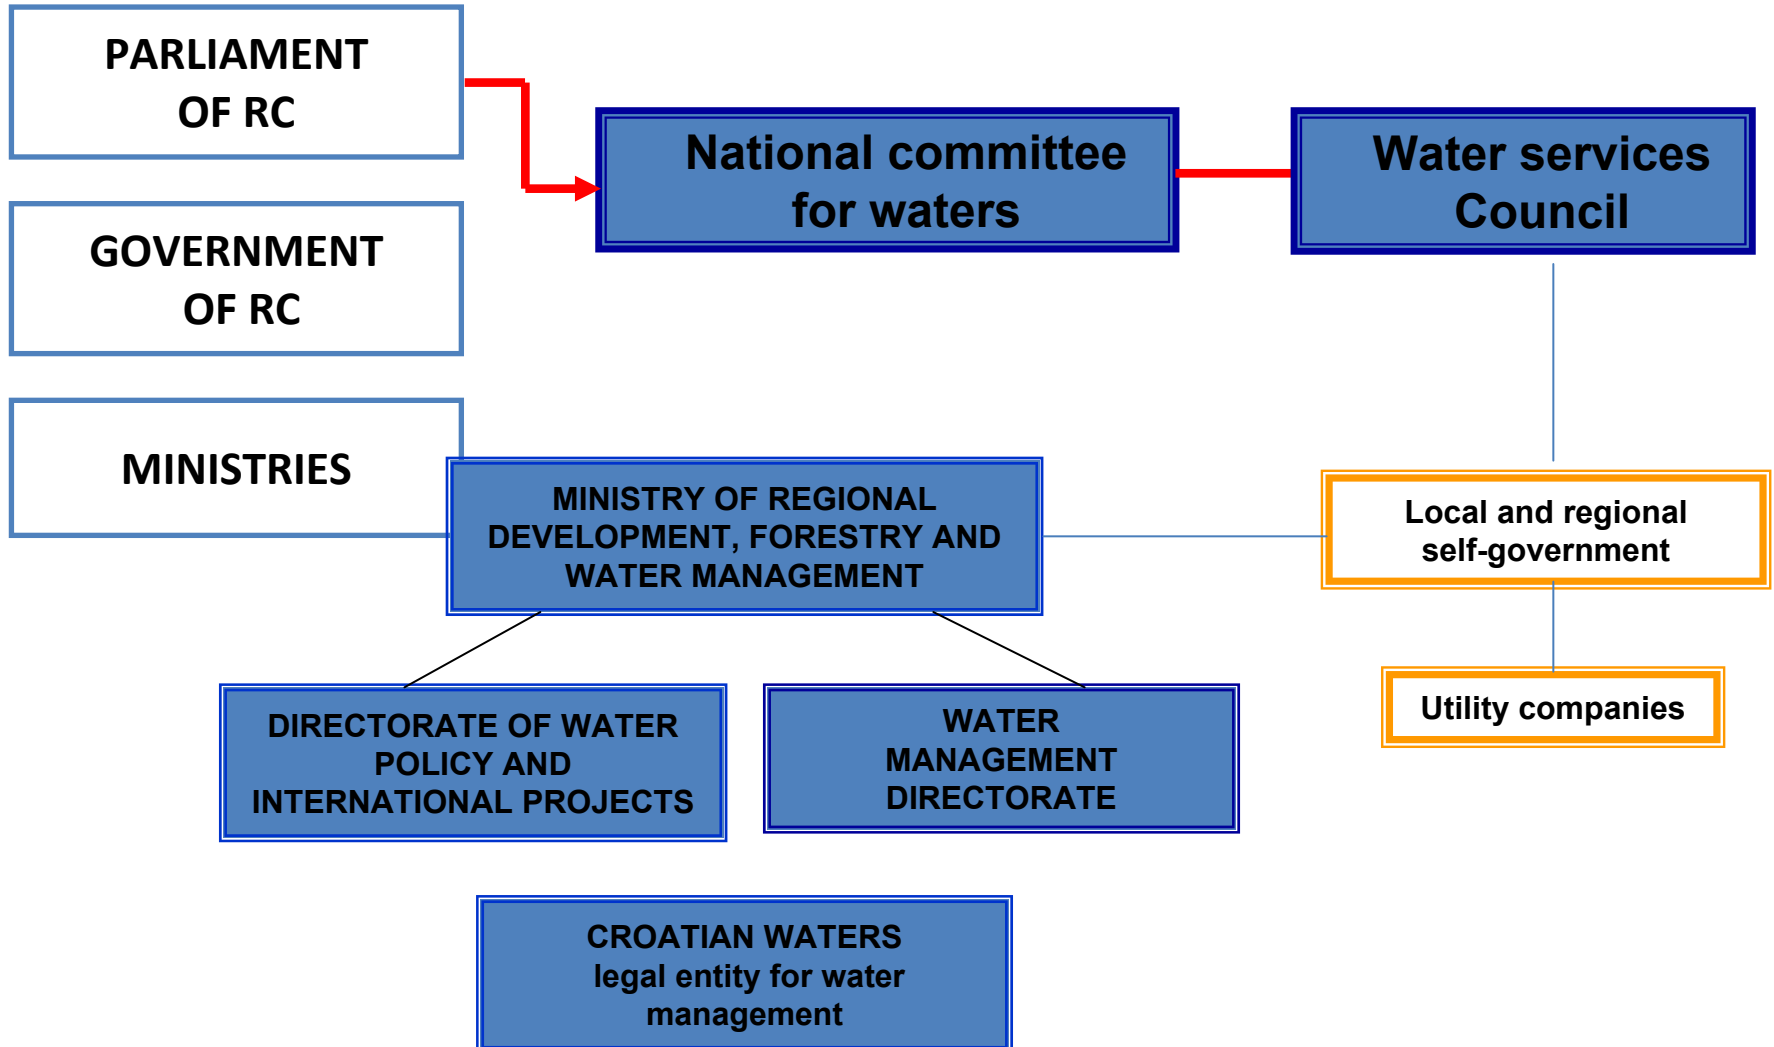 PARLIAMENT
OF RC
National committee
for waters
Water services
Council
GOVERNMENT
OF RC
MINISTRIES
MINISTRY OF REGIONAL
DEVELOPMENT, FORESTRY AND
WATER MANAGEMENT
Local and regional
self-government
Utility companies
DIRECTORATE OF WATER
POLICY AND
INTERNATIONAL PROJECTS
WATER
MANAGEMENT
DIRECTORATE
CROATIAN WATERS
legal entity for water
management